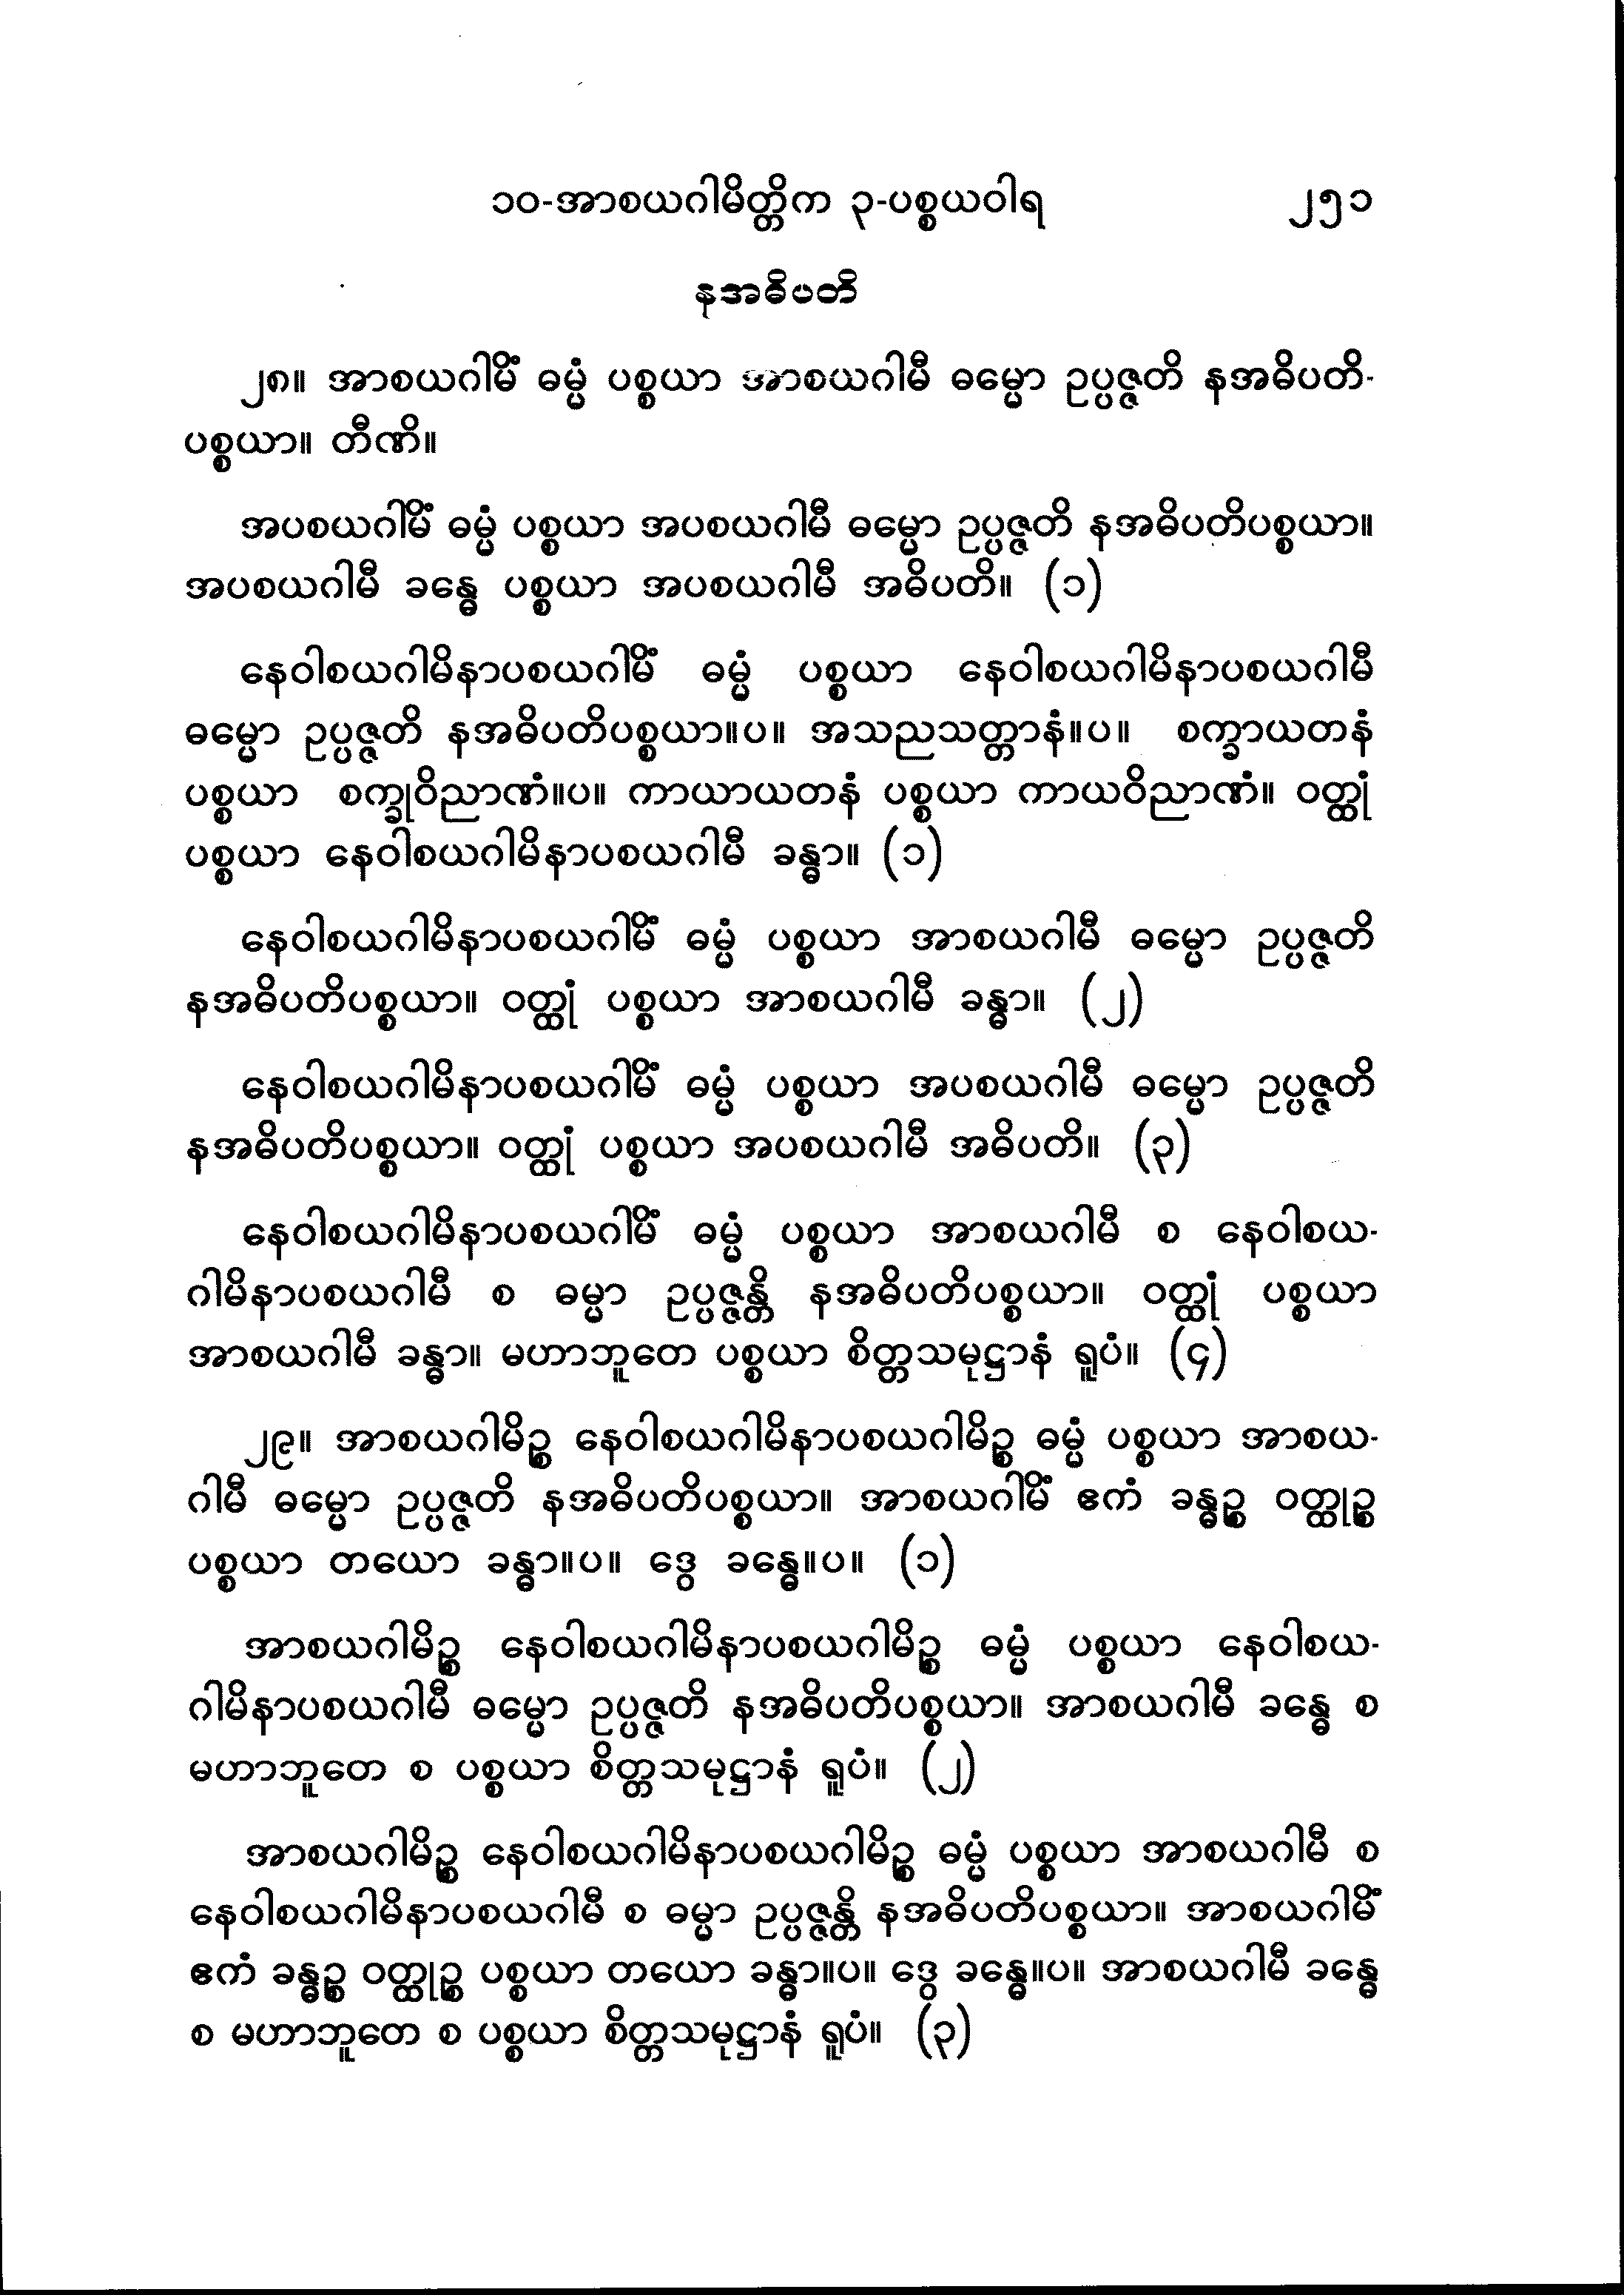 ၁၀-အာစယဂါမိတ္တိက ၃-ပစ္စယဝါရ ၂၅၁
နအဓိပတိ
၂၈။ အာစယဂါမိံ ဓမ္မံ ပစ္စယာ အာစယဂါမီ ဓမ္မော ဥပ္ပဇ္ဇတိ နအဓိပတိ-
ပစ္စယာ။ တီဏိ။
အပစယဂါမိံ ဓမ္မံ ပစ္စယာ အပစယဂါမီ ဓမ္မော ဥပ္ပဇ္ဇတိ နအဓိပတိပစ္စယာ။
အပစယဂါမီ ခန္ဓေ ပစ္စယာ အပစယဂါမီ အဓိပတိ။ (၁)
နေဝါစယဂါမိနာပစယဂါမိံ ဓမ္မံ ပစ္စယာ နေဝါစယဂါမိနာပစယဂါမီ
ဓမ္မော ဥပ္ပဇ္ဇတိ နအဓိပတိပစ္စယာ။ပ။ အသညသတ္တာနံ။ပ။ စက္ခာယတနံ
ပစ္စယာ စက္ခုဝိညာဏံ။ပ။ ကာယာယတနံ ပစ္စယာ ကာယဝိညာဏံ။ ဝတ္ထုံ
ပစ္စယာ နေဝါစယဂါမိနာပစယဂါမီ ခန္ဓာ။ (၁)
နေဝါစယဂါမိနာပစယဂါမိံ ဓမ္မံ ပစ္စယာ အာစယဂါမီ ဓမ္မော ဥပ္ပဇ္ဇတိ
နအဓိပတိပစ္စယာ။ ဝတ္ထုံ ပစ္စယာ အာစယဂါမီ ခန္ဓာ။ (၂)
နေဝါစယဂါမိနာပစယဂါမိံ ဓမ္မံ ပစ္စယာ အပစယဂါမီ ဓမ္မော ဥပ္ပဇ္ဇတိ
နအဓိပတိပစ္စယာ။ ဝတ္ထုံ ပစ္စယာ အပစယဂါမီ အဓိပတိ။ (၃)
နေဝါစယဂါမိနာပစယဂါမိံ ဓမ္မံ ပစ္စယာ အာစယဂါမီ စ နေဝါစယ-
ဂါမိနာပစယဂါမီ စ ဓမ္မာ ဥပ္ပဇ္ဇန္တိ နအဓိပတိပစ္စယာ။ ဝတ္ထုံ ပစ္စယာ
အာစယဂါမီ ခန္ဓာ။ မဟာဘူတေ ပစ္စယာ စိတ္တသမုဋ္ဌာနံ ရူပံ။ (၄)
၂၉။ အာစယဂါမိဉ္စ နေဝါစယဂါမိနာပစယဂါမိဉ္စ ဓမ္မံ ပစ္စယာ အာစယ-
ဂါမီ ဓမ္မော ဥပ္ပဇ္ဇတိ နအဓိပတိပစ္စယာ။ အာစယဂါမိံ ဧကံ ခန္ဓဉ္စ ဝတ္ထုဉ္စ
ပစ္စယာ တယော ခန္ဓာ။ပ။ ဒွေ ခန္ဓေ။ပ။ (၁)
အာစယဂါမိဉ္စ နေဝါစယဂါမိနာပစယဂါမိဉ္စ ဓမ္မံ ပစ္စယာ နေဝါစယ-
ဂါမိနာပစယဂါမီ ဓမ္မော ဥပ္ပဇ္ဇတိ နအဓိပတိပစ္စယာ။ အာစယဂါမီ ခန္ဓေ စ
မဟာဘူတေ စ ပစ္စယာ စိတ္တသမုဋ္ဌာနံ ရူပံ။ (၂)
အာစယဂါမိဉ္စ နေဝါစယဂါမိနာပစယဂါမိဉ္စ ဓမ္မံ ပစ္စယာ အာစယဂါမီ စ
နေဝါစယဂါမိနာပစယဂါမီ စ ဓမ္မာ ဥပ္ပဇ္ဇန္တိ နအဓိပတိပစ္စယာ။ အာစယဂါမိံ
ဧကံ ခန္ဓဉ္စ ဝတ္ထုဉ္စ ပစ္စယာ တယော ခန္ဓာ။ပ။ ဒွေ ခန္ဓေ။ပ။ အာစယဂါမီ ခန္ဓေ
စ မဟာဘူတေ စ ပစ္စယာ စိတ္တသမုဋ္ဌာနံ ရူပံ။ (၃)